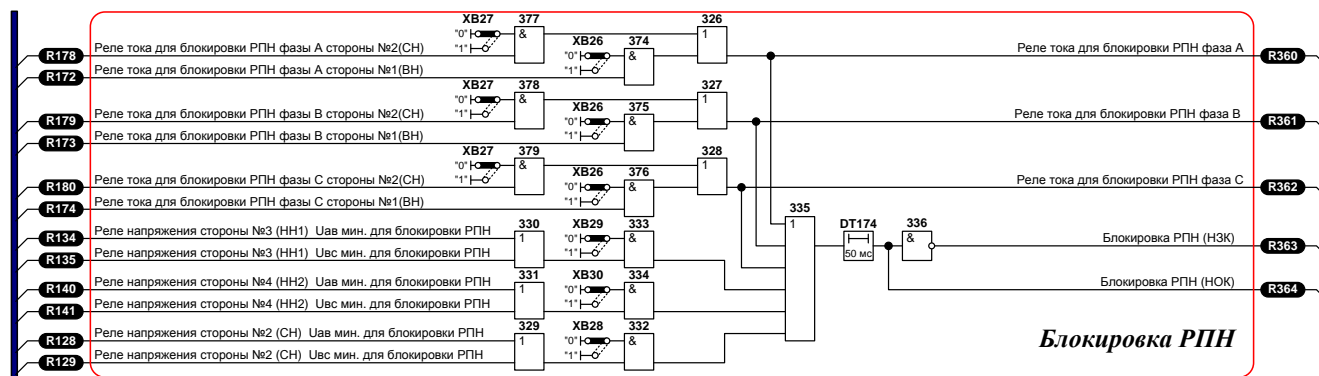 XB27 377 326
"0" & 1
"1"
R178 Реле тока для блокировки РПН фазы А стороны №2(СН) XB26 374 Реле тока для блокировки РПН фаза А R360
"0" &
R172 Реле тока для блокировки РПН фазы А стороны №1(ВН) "1"
XB27 378 327
"0" & 1
"1"
XB26 375
R179 Реле тока для блокировки РПН фазы В стороны №2(СН) "0" & Реле тока для блокировки РПН фаза В R361
R173 Реле тока для блокировки РПН фазы В стороны №1(ВН) "1"
XB27 379 328
"0" & 1
"1"
XB26 376
R180 Реле тока для блокировки РПН фазы С стороны №2(СН) "0" & Реле тока для блокировки РПН фаза С R362
R174 Реле тока для блокировки РПН фазы С стороны №1(ВН) "1"
335
1
330 XB29 333 DT174 336
R134 Реле напряжения стороны №3 (НН1) Uав мин. для блокировки РПН 1 "0" & & Блокировка РПН (НЗК) R363
R135 Реле напряжения стороны №3 (НН1) Uвс мин. для блокировки РПН "1" 50 мс
331 XB30 334
R140 Реле напряжения стороны №4 (НН2) Uав мин. для блокировки РПН 1 "0" & Блокировка РПН (НОК) R364
R141 Реле напряжения стороны №4 (НН2) Uвс мин. для блокировки РПН "1"
329 XB28 332
R128 Реле напряжения стороны №2 (СН) Uав мин. для блокировки РПН 1 "0" & Блокировка РПН
R129 Реле напряжения стороны №2 (СН) Uвс мин. для блокировки РПН "1"